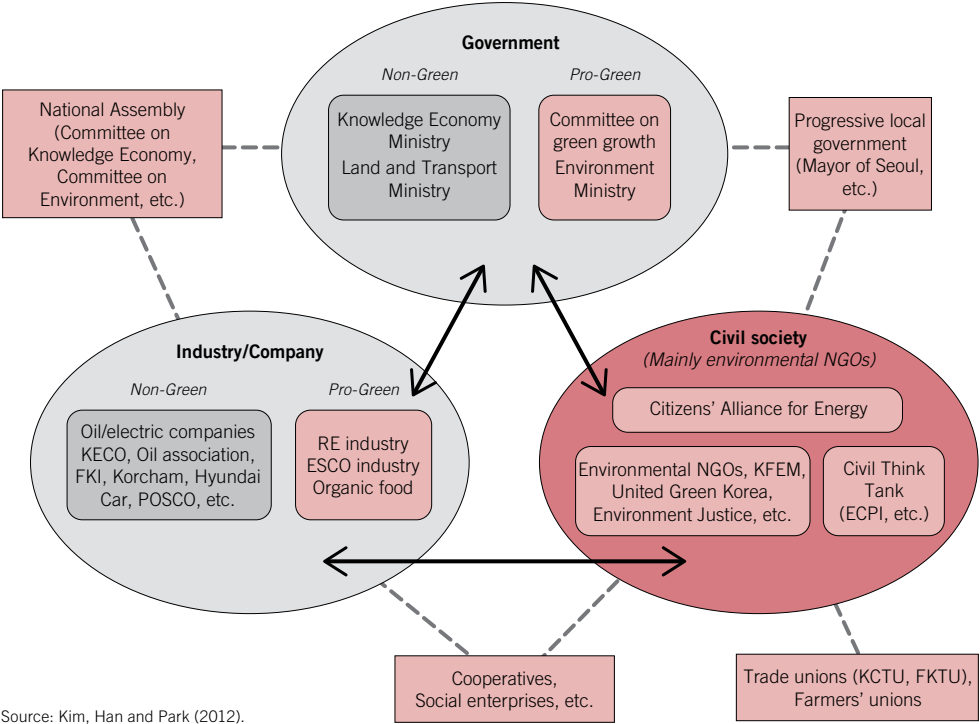 Government
Non-Green
Pro-Green
Knowledge Economy
Ministry
Land and Transport
Ministry
Committee on
green growth
Environment
Ministry
National Assembly
(Committee on
Knowledge Economy,
Committee on
Environment, etc.)
Progressive local
government
(Mayor of Seoul,
etc.)
Industry/Company
Non-Green
Pro-Green
Oil/electric companies
KECO, Oil association,
FKI, Korcham, Hyundai
Car, POSCO, etc.
RE industry
ESCO industry
Organic food
Civil society
(Mainly environmental NGOs)
Citizens’ Alliance for Energy
Environmental NGOs, KFEM,
United Green Korea,
Environment Justice, etc.
Civil Think
Tank
(ECPI, etc.)
Cooperatives,
Social enterprises, etc.
Trade unions (KCTU, FKTU),
Farmers’ unions
Source: Kim, Han and Park (2012).